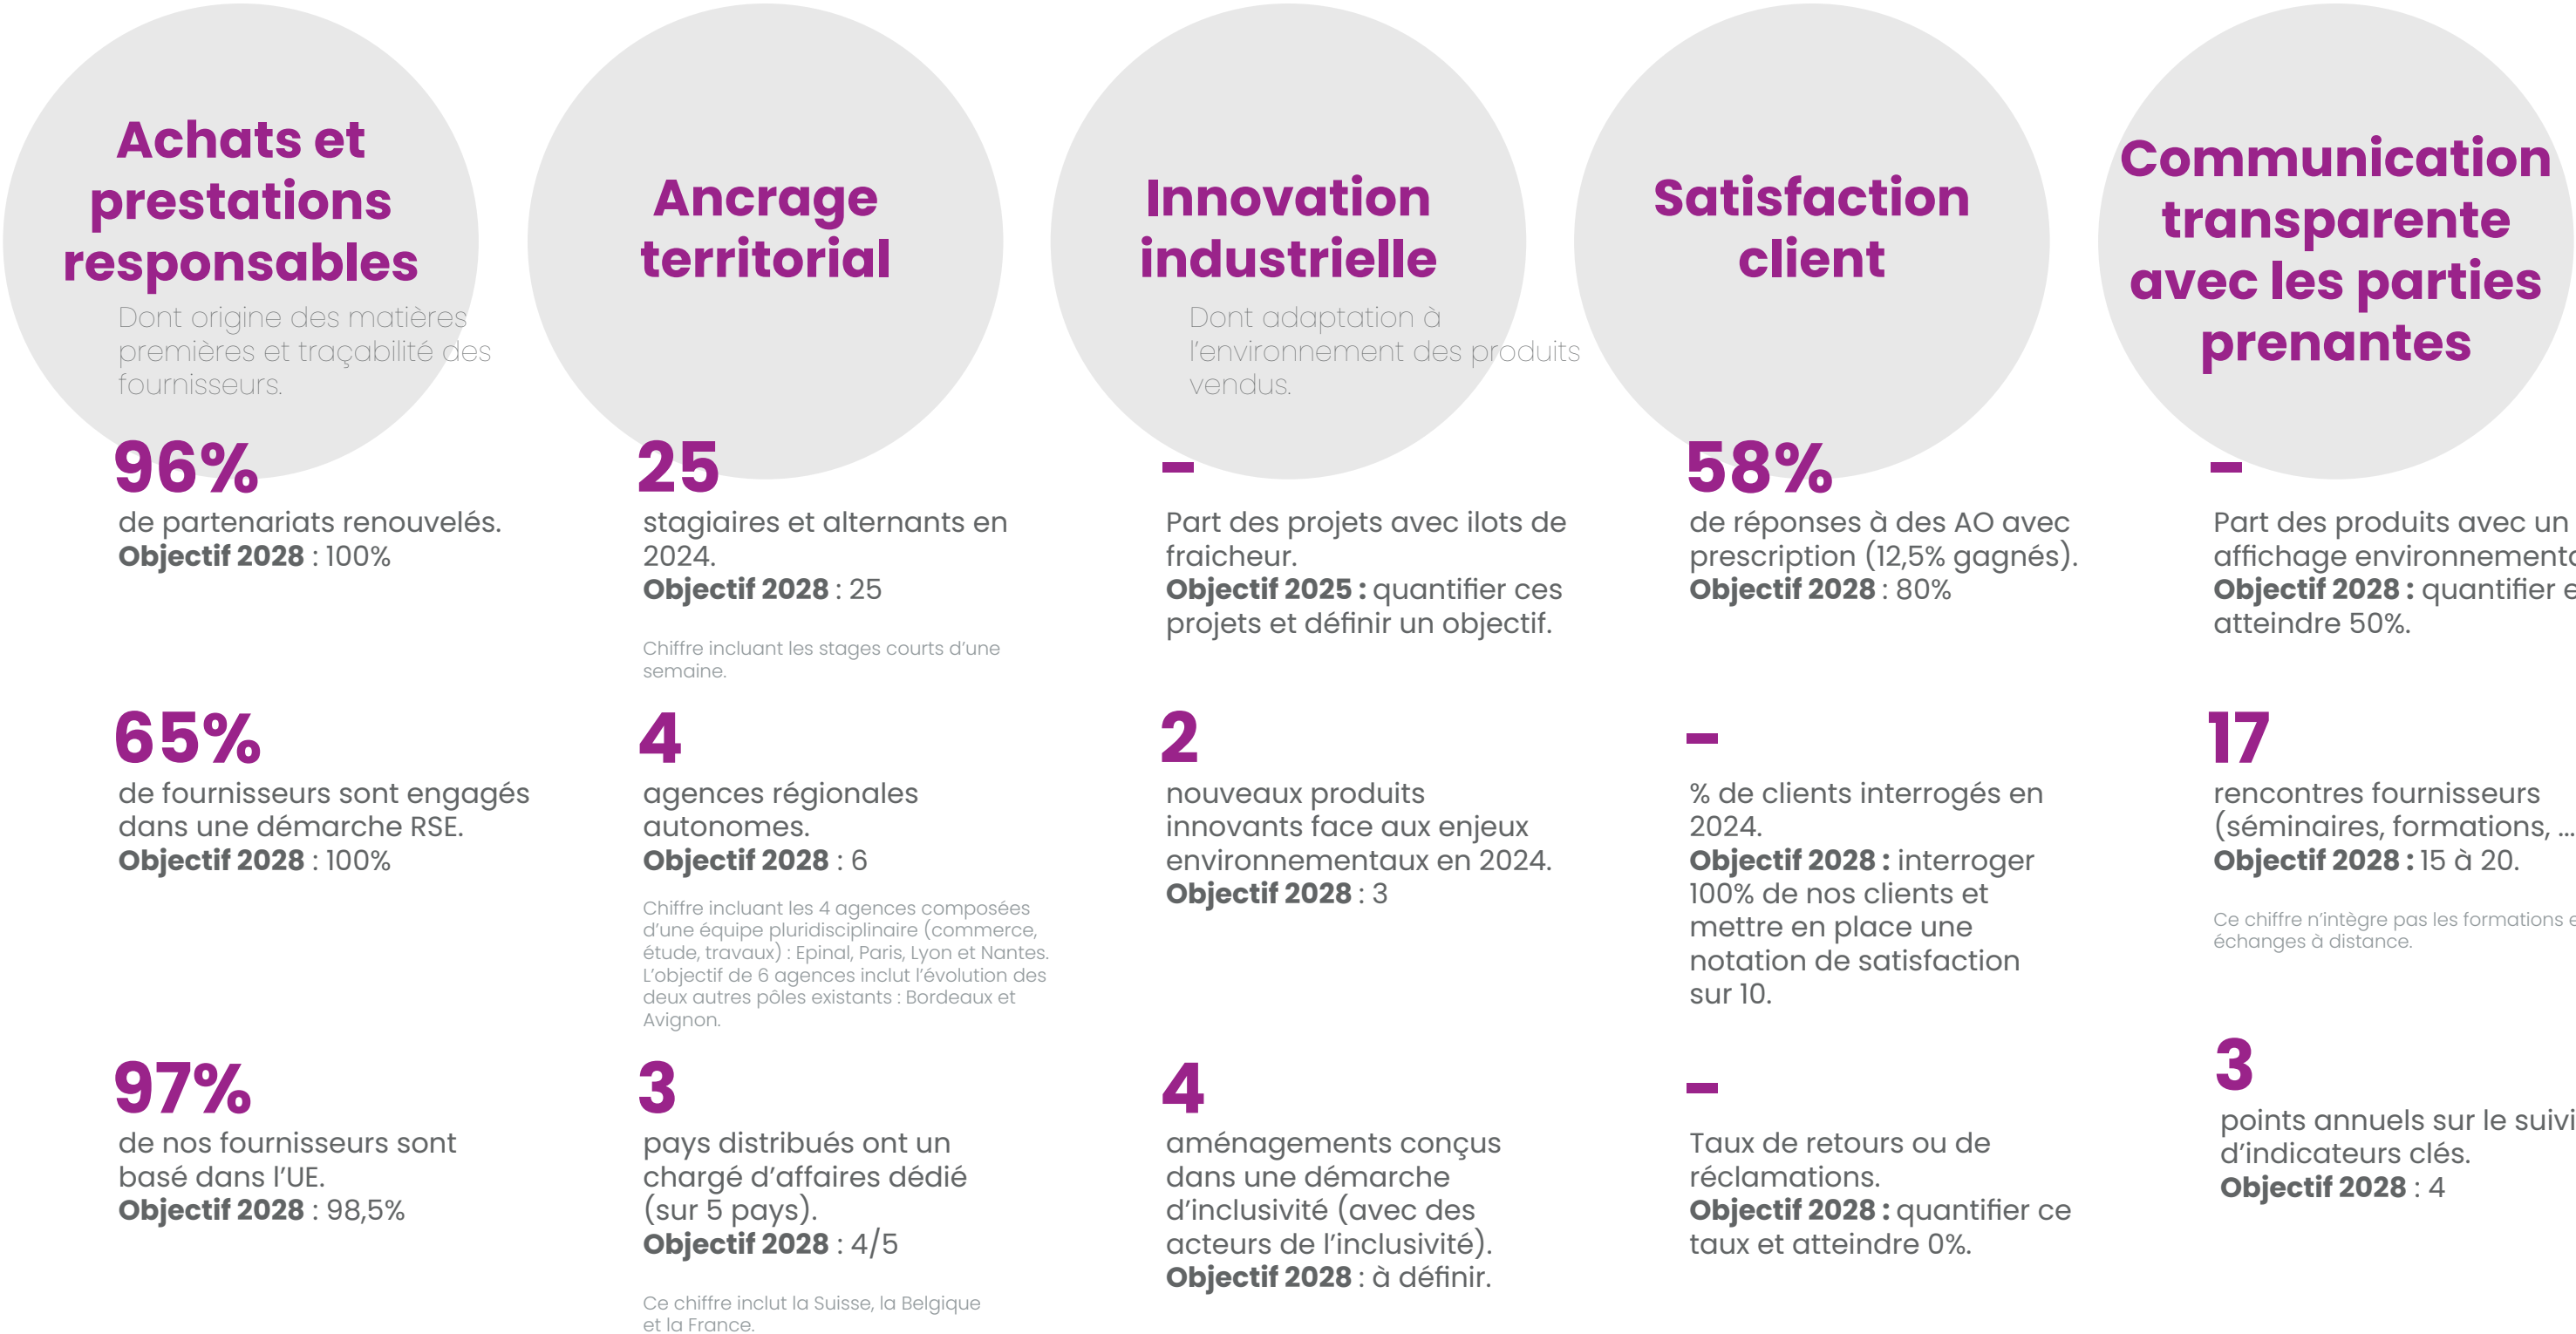 Achats et
prestations
responsables
Dont origine des matières
premières et traçabilité des
fournisseurs.
96%
de partenariats renouvelés.
Objectif 2028 : 100%
65%
de fournisseurs sont engagés
dans une démarche RSE.
Objectif 2028 : 100%
97%
de nos fournisseurs sont
basé dans l’UE.
Objectif 2028 : 98,5%
Ancrage
territorial
25
stagiaires et alternants en
2024.
Objectif 2028 : 25
Chiffre incluant les stages courts d’une
semaine.
4
agences régionales
autonomes.
Objectif 2028 : 6
Chiffre incluant les 4 agences composées
d’une équipe pluridisciplinaire (commerce,
étude, travaux) : Epinal, Paris, Lyon et Nantes.
L’objectif de 6 agences inclut l’évolution des
deux autres pôles existants : Bordeaux et
Avignon.
3
pays distribués ont un
chargé d’affaires dédié
(sur 5 pays).
Objectif 2028 : 4/5
Ce chiffre inclut la Suisse, la Belgique
et la France.
Innovation
industrielle
Dont adaptation à
l’environnement des produits
vendus.
-
Part des projets avec ilots de
fraicheur.
Objectif 2025 : quantifier ces
projets et définir un objectif.
2
nouveaux produits
innovants face aux enjeux
environnementaux en 2024.
Objectif 2028 : 3
4
aménagements conçus
dans une démarche
d’inclusivité (avec des
acteurs de l’inclusivité).
Objectif 2028 : à définir.
Satisfaction
client
58%
de réponses à des AO avec
prescription (12,5% gagnés).
Objectif 2028 : 80%
-
% de clients interrogés en
2024.
Objectif 2028 : interroger
100% de nos clients et
mettre en place une
notation de satisfaction
sur 10.
-
Taux de retours ou de
réclamations.
Objectif 2028 : quantifier ce
taux et atteindre 0%.
Communication
transparente
avec les parties
prenantes
-
Part des produits avec un
affichage
Objectif 2028 : quantifier
atteindre 50%.
17
rencontres fournisseurs
(séminaires, formations, ...
Objectif 2028 : 15 à 20.
Ce chiffre n’intègre pas les formations
échanges à distance.
3
points annuels sur le suivi
d’indicateurs clés.
Objectif 2028 : 4